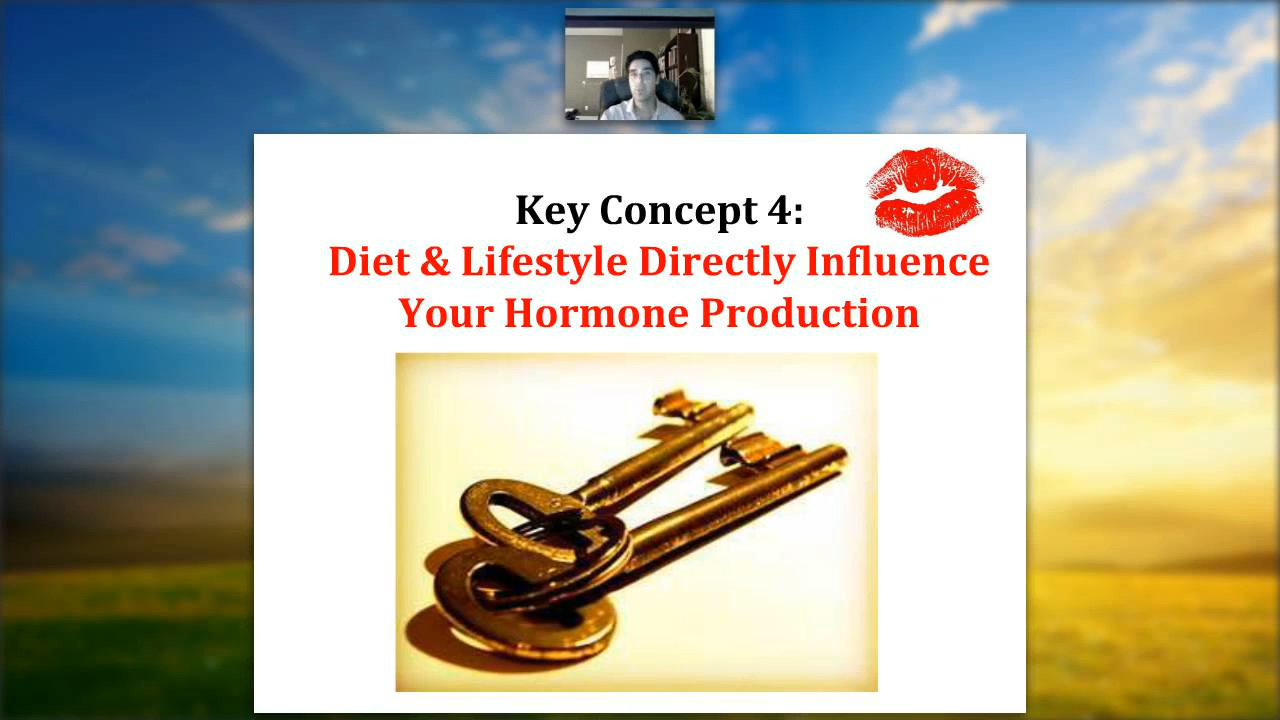 Key Concept 4:
Diet & Lifestyle Directly Influence
Your Hormone Production